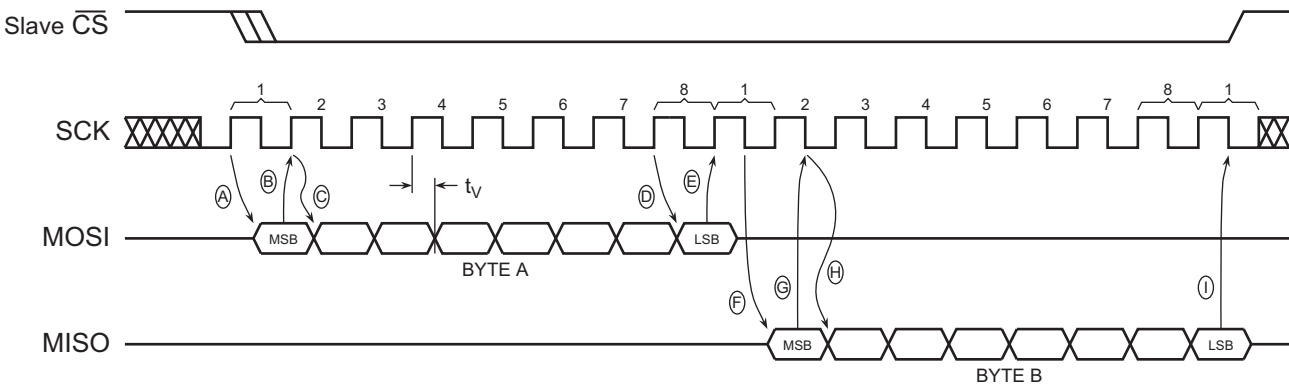 Slave CS
1 2 3 4 5 6 7 8 1 2 3 4 5 6 7 8 1
SCK
A B C tV D E
MOSI MSB LSB
BYTE A
F G H I
MISO MSB LSB
BYTE B